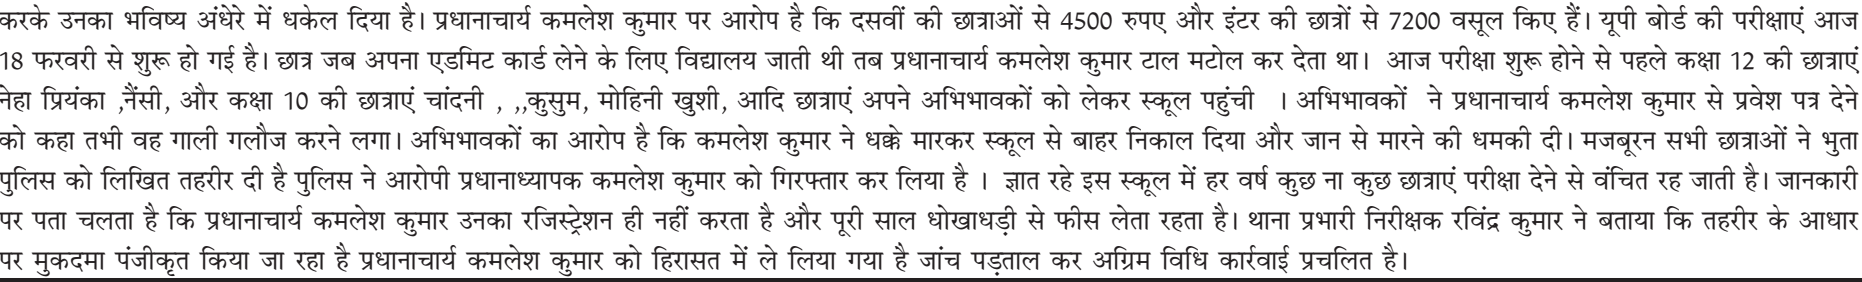 करके उनका भविष्य अंधेरे में धकेल दिया है। प्रधानाचार्य कमलेश कुमार पर आरोप है कि दसवीं की छात्राओं से 4500 रुपए और इंटर की छात्रों से 7200 वसूल किए हैं। यूपी बोर्ड की परीक्षाएं आज
18 फरवरी से शुरू हो गई है। छात्र जब अपना एडमिट कार्ड लेने के लिए विद्यालय जाती थी तब प्रधानाचार्य कमलेश कुमार टाल मटोल कर देता था। आज परीक्षा शुरू होने से पहले कक्षा 12 की छात्राएं
नेहा प्रियंका ,नैंसी, और कक्षा 10 की छात्राएं चांदनी , ,,कुसुम, मोहिनी खुशी, आदि छात्राएं अपने अभिभावकों को लेकर स्कूल पहुंची । अभिभावकों ने प्रधानाचार्य कमलेश कुमार से प्रवेश पत्र देने
को कहा तभी वह गाली गलौज करने लगा। अभिभावकों का आरोप है कि कमलेश कुमार ने धक्के मारकर स्कूल से बाहर निकाल दिया और जान से मारने की धमकी दी। मजबूरन सभी छात्राओं ने भुता
पुलिस को लिखित तहरीर दी है पुलिस ने आरोपी प्रधानाध्यापक कमलेश कुमार को गिरफ्तार कर लिया है । ज्ञात रहे इस स्कूल में हर वर्ष कुछ ना कुछ छात्राएं परीक्षा देने से वंचित रह जाती है। जानकारी
पर पता चलता है कि प्रधानाचार्य कमलेश कुमार उनका रजिस्ट्रेशन ही नहीं करता है और पूरी साल धोखाधड़ी से फीस लेता रहता है। थाना प्रभारी निरीक्षक रविंद्र कुमार ने बताया कि तहरीर के आधार
पर मुकदमा पंजीकृत किया जा रहा है प्रधानाचार्य कमलेश कुमार को हिरासत में ले लिया गया है जांच पड़ताल कर अग्रिम विधि कार्रवाई प्रचलित है।